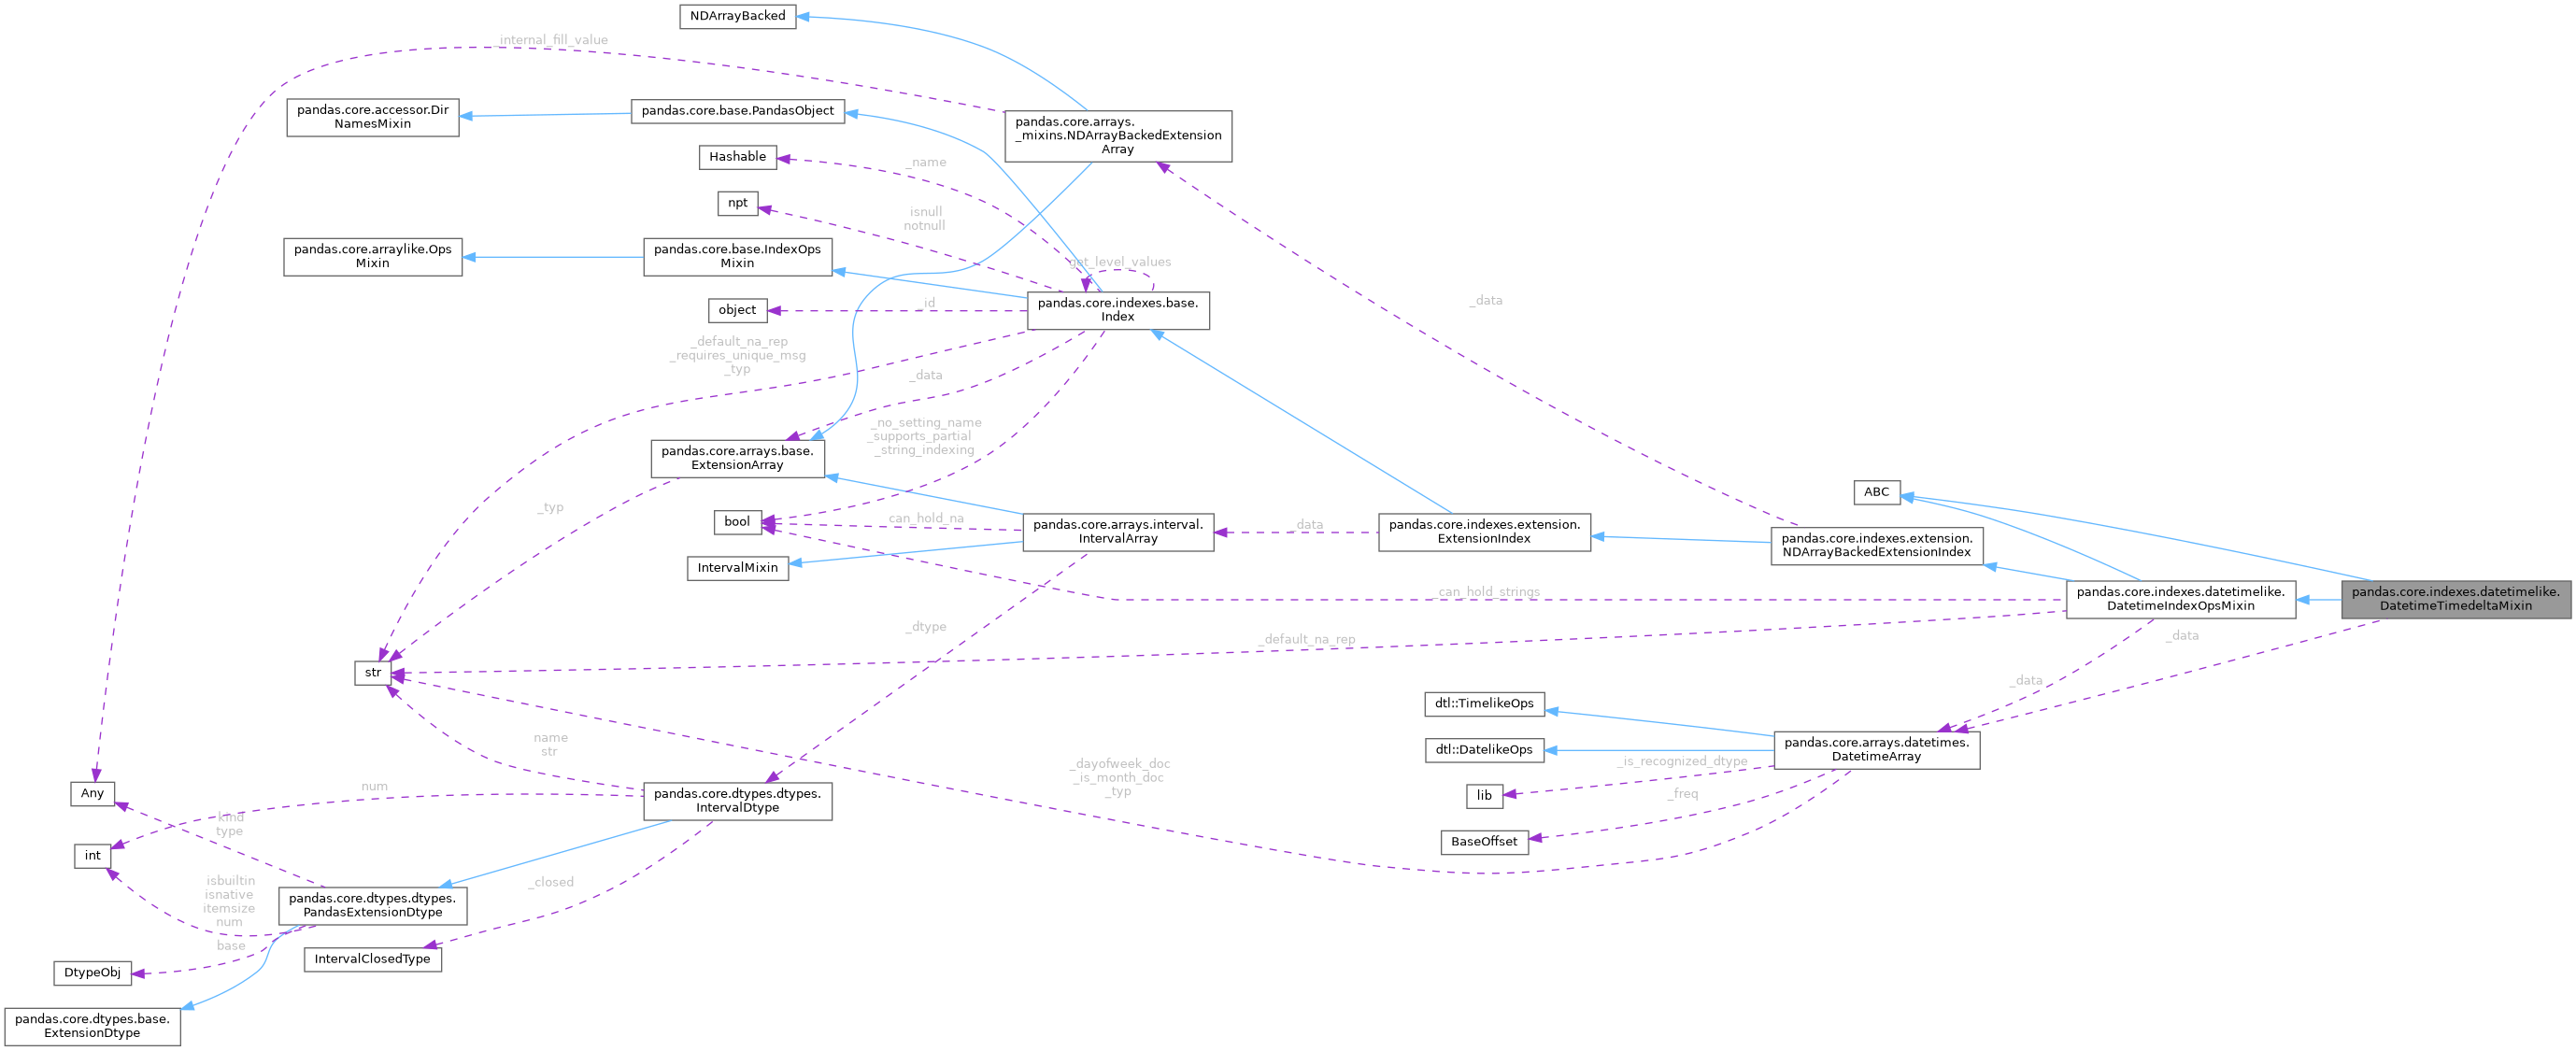 NDArrayBacked
_internal_fill_value
pandas.core.accessor.Dir
NamesMixin
pandas.core.base.PandasObject
pandas.core.arrays.
_mixins.NDArrayBackedExtension
Array
Hashable
_name
npt
isnull
notnull
pandas.core.arraylike.Ops
Mixin
pandas.core.base.IndexOps
Mixin
get_level_values
object
_id
pandas.core.indexes.base.
Index
_data
_default_na_rep
_requires_unique_msg
_typ
_data
_no_setting_name
_supports_partial
_string_indexing
pandas.core.arrays.base.
ExtensionArray
_typ
bool
can_hold_na
pandas.core.arrays.interval.
IntervalArray
_data
pandas.core.indexes.extension.
ExtensionIndex
ABC
pandas.core.indexes.extension.
NDArrayBackedExtensionIndex
IntervalMixin
_can_hold_strings
pandas.core.indexes.datetimelike.
DatetimeIndexOpsMixin
pandas.core.indexes.datetimelike.
DatetimeTimedeltaMixin
_dtype
_default_na_rep
_data
str
_data
dtl::TimelikeOps
name
str
dtl::DatelikeOps
pandas.core.arrays.datetimes.
DatetimeArray
_dayofweek_doc
_is_month_doc
_typ
_is_recognized_dtype
Any
num
pandas.core.dtypes.dtypes.
IntervalDtype
lib
_freq
kind
type
int
BaseOffset
isbuiltin
isnative
itemsize
num
_closed
pandas.core.dtypes.dtypes.
PandasExtensionDtype
base
IntervalClosedType
DtypeObj
pandas.core.dtypes.base.
ExtensionDtype